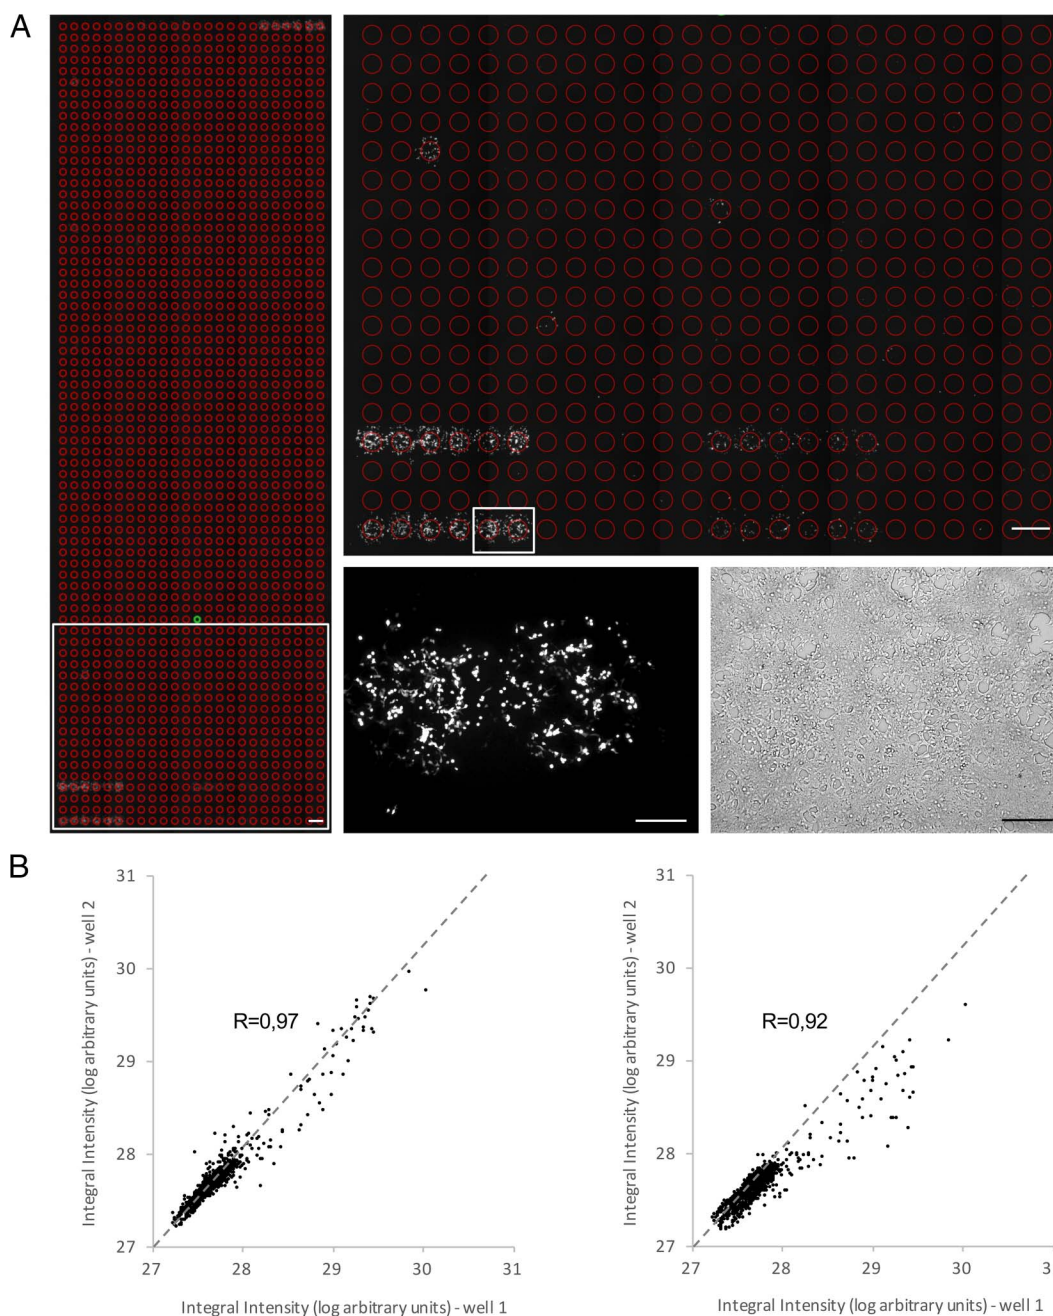 A
B
31
30
29
28
27
Integral Intensity (log arbitrary units) - well 2
R=0,97
27
28
29
30
31
Integral Intensity (log arbitrary units) - well 1
31
30
29
28
27
Integral Intensity (log arbitrary units) - well 2
R=0,92
27
28
29
30
3
Integral Intensity (log arbitrary units) - well 1